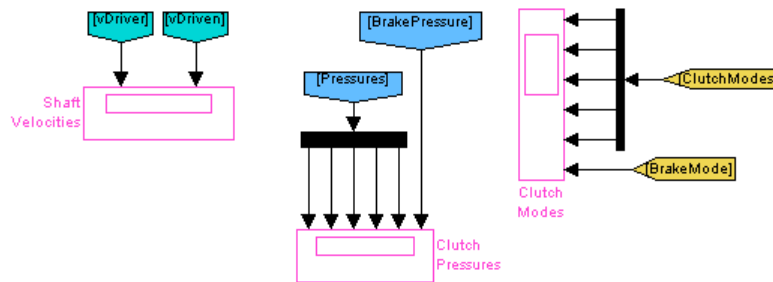 [vDriver]
[vDriven]
Shaft
Velocities
[BrakePressure]
[Pressures]
Clutch
Pressures
[ClutchModes]
[BrakeMode]
Clutch
Modes